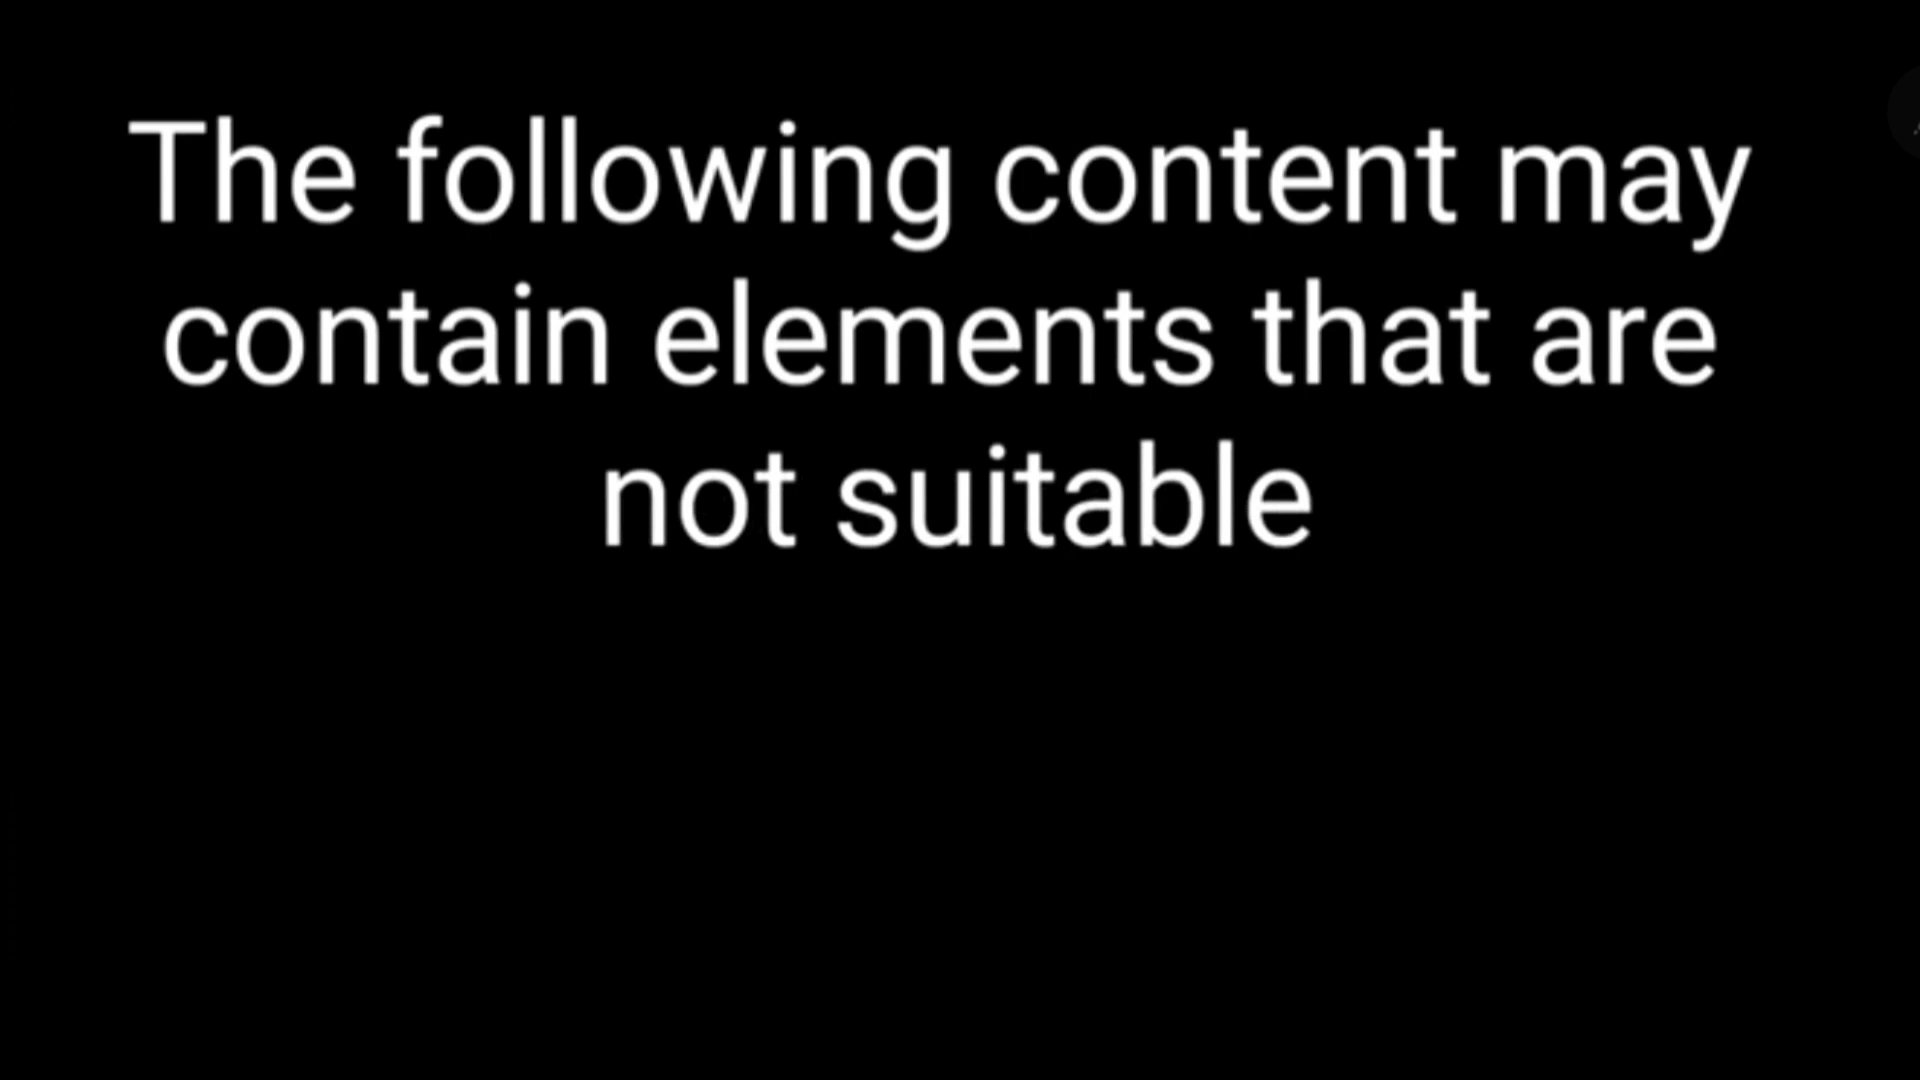 The following content may
contain elements that are
not suitable